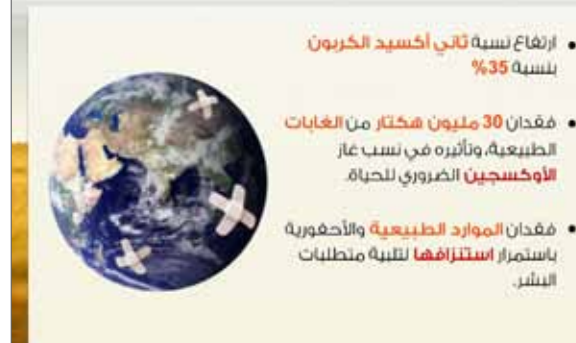 • ارتفاع نسبة ثاني أكسيد الكربون
بنسبة 35%
• فقدان 30 مليون هكتار من الغابات
الطبيعية، وتأثيره في نسب غاز
الأوكسجين الضروري للحياة.
• فقدان الموارد الطبيعية والأحفورية
باستمرار استنزافها لتلبية متطلبات
البشر.